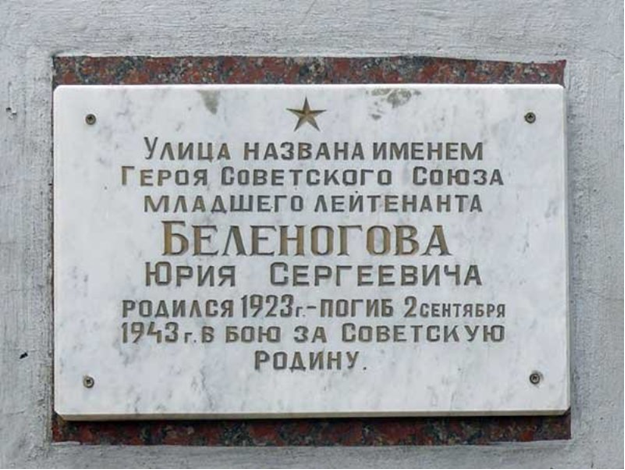 Улица названа именем
Героя Советского Союза
младшего лейтенанта
Беленогова
Юрия Сергеевича
родился 1923г.-погиб 2 сентября
1943г. в бою за Советскую
Родину.